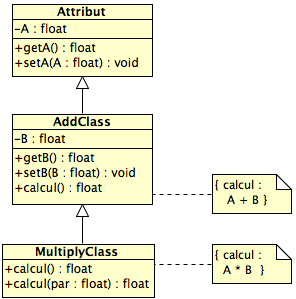 Attribut
-A : float
+getA() : float
+setA(A : float) : void
AddClass
-B : float
+getB() : float
+setB(B : float) : void
+calcul() : float
{ calcul :
A + B }
MultiplyClass
+calcul() : float
+calcul(par : float) : float
{ calcul :
A * B }